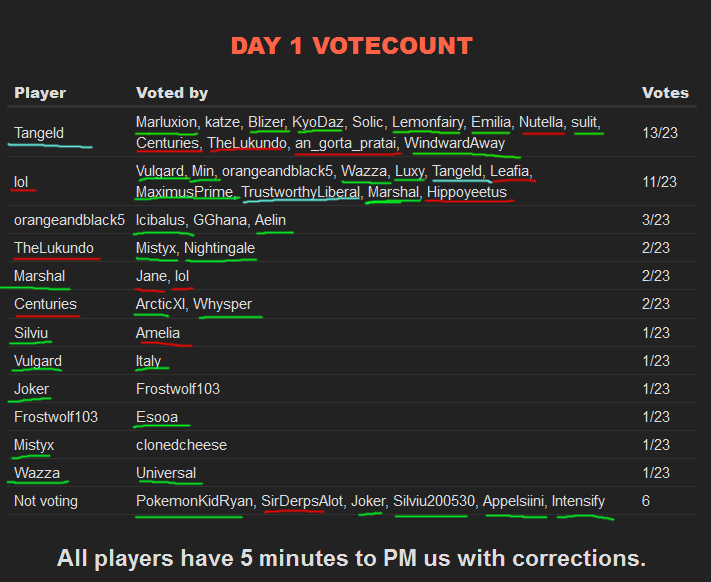 DAY 1 VOTECOUNT
Player Voted by Votes
Tangeld Marluxion, katze, Blizer, KyoDaz, Solic, Lemonfairy, Emilia, Nutella, sulit, 13/23
Centuries, TheLukundo, an_gorta_pratai, WindwardAway
lol Vulgard, Min, orangeandblack5, Wazza, Luxy, Tangeld, Leafia, 11/23
MaximusPrime, TrustworthyLiberal, Marshal, Hippoyeetus
orangeandblack5 Icibalus, GGhana, Aelin 3/23
TheLukundo Mistyx, Nightingale 2/23
Marshal Jane, lol 2/23
Centuries ArcticXI, Whysper 2/23
Silviu Amelia 1/23
Vulgard Italy 1/23
Joker Frostwolf103 1/23
Frostwolf103 Esooa 1/23
Mistyx clonedcheese 1/23
Wazza Universal 1/23
Not voting PokemonKidRyan, SirDerpsAlot, Joker, Silviu200530, Appelsiini, Intensify 6
All players have 5 minutes to PM us with corrections.